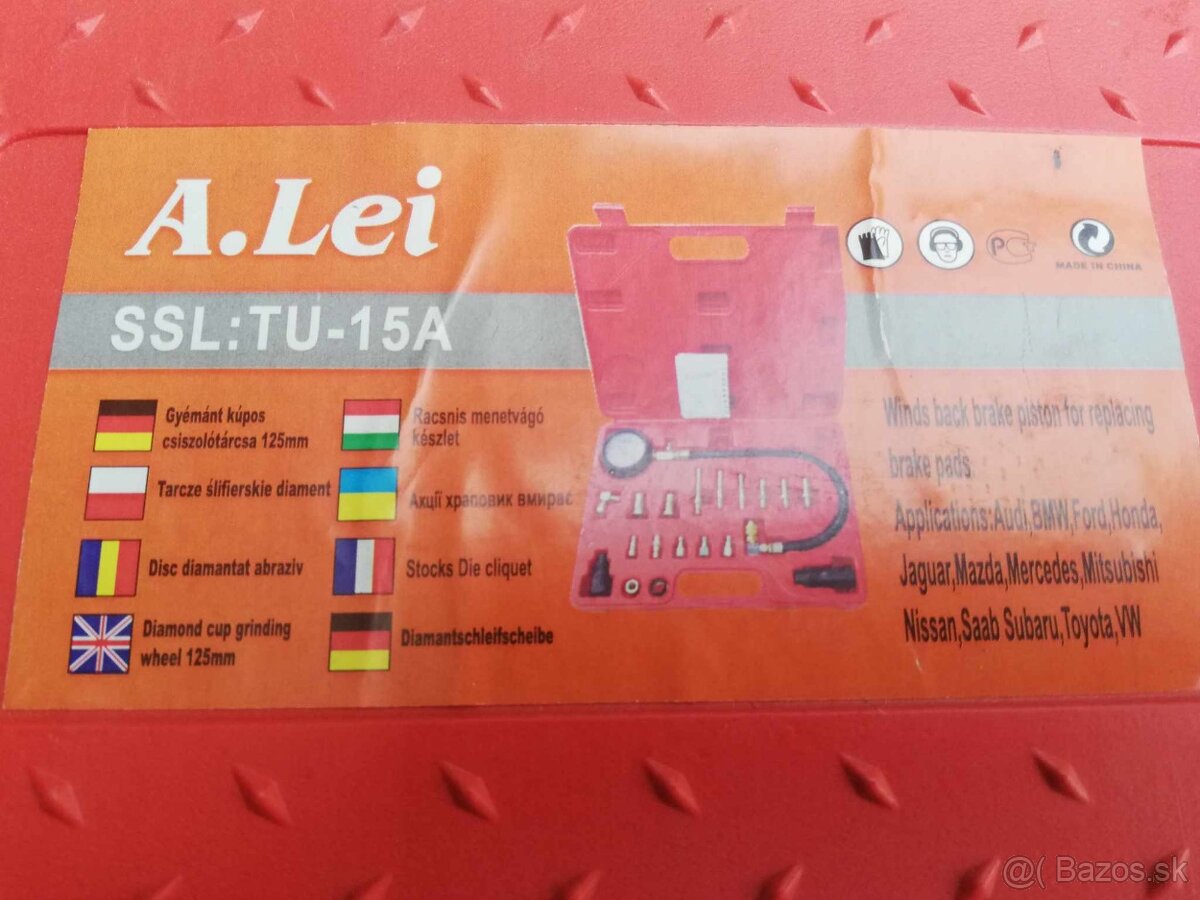 A.Lei
MADE IN CHINA
SSL:TU-15A
Gyémánt kúpos
csiszolótárcsa 125mm
Tarcze ślifierskie diament
Disc diamantat abraziv
Diamond cup grinding
wheel 125mm
Racsnis menetvágó
készlet
Акції храповик вмирає
Stocks Die cliquet
Diamantschleifscheibe
Winds back brake piston for replacing
brake pads
Applications:Audi,BMW,Ford,Honda,
Jaguar,Mazda,Mercedes,Mitsubishi
Nissan,Saab Subaru,Toyota,VW
@( Bazos.sk